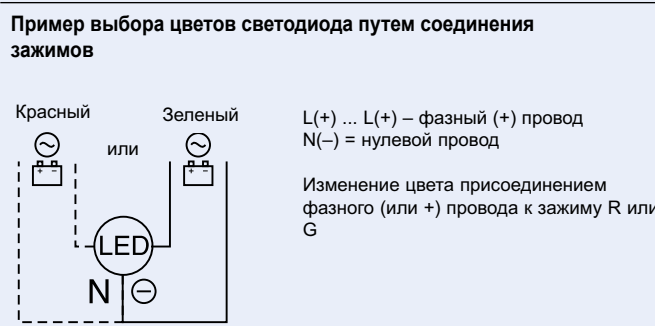 Пример выбора цветов светодиода путем соединения
зажимов
Красный
Зеленый
или
+ −
+ −
LED
N
L(+) ... L(+) – фазный (+) провод
N(–) = нулевой провод
Изменение цвета присоединением
фазного (или +) провода к зажиму R или
G